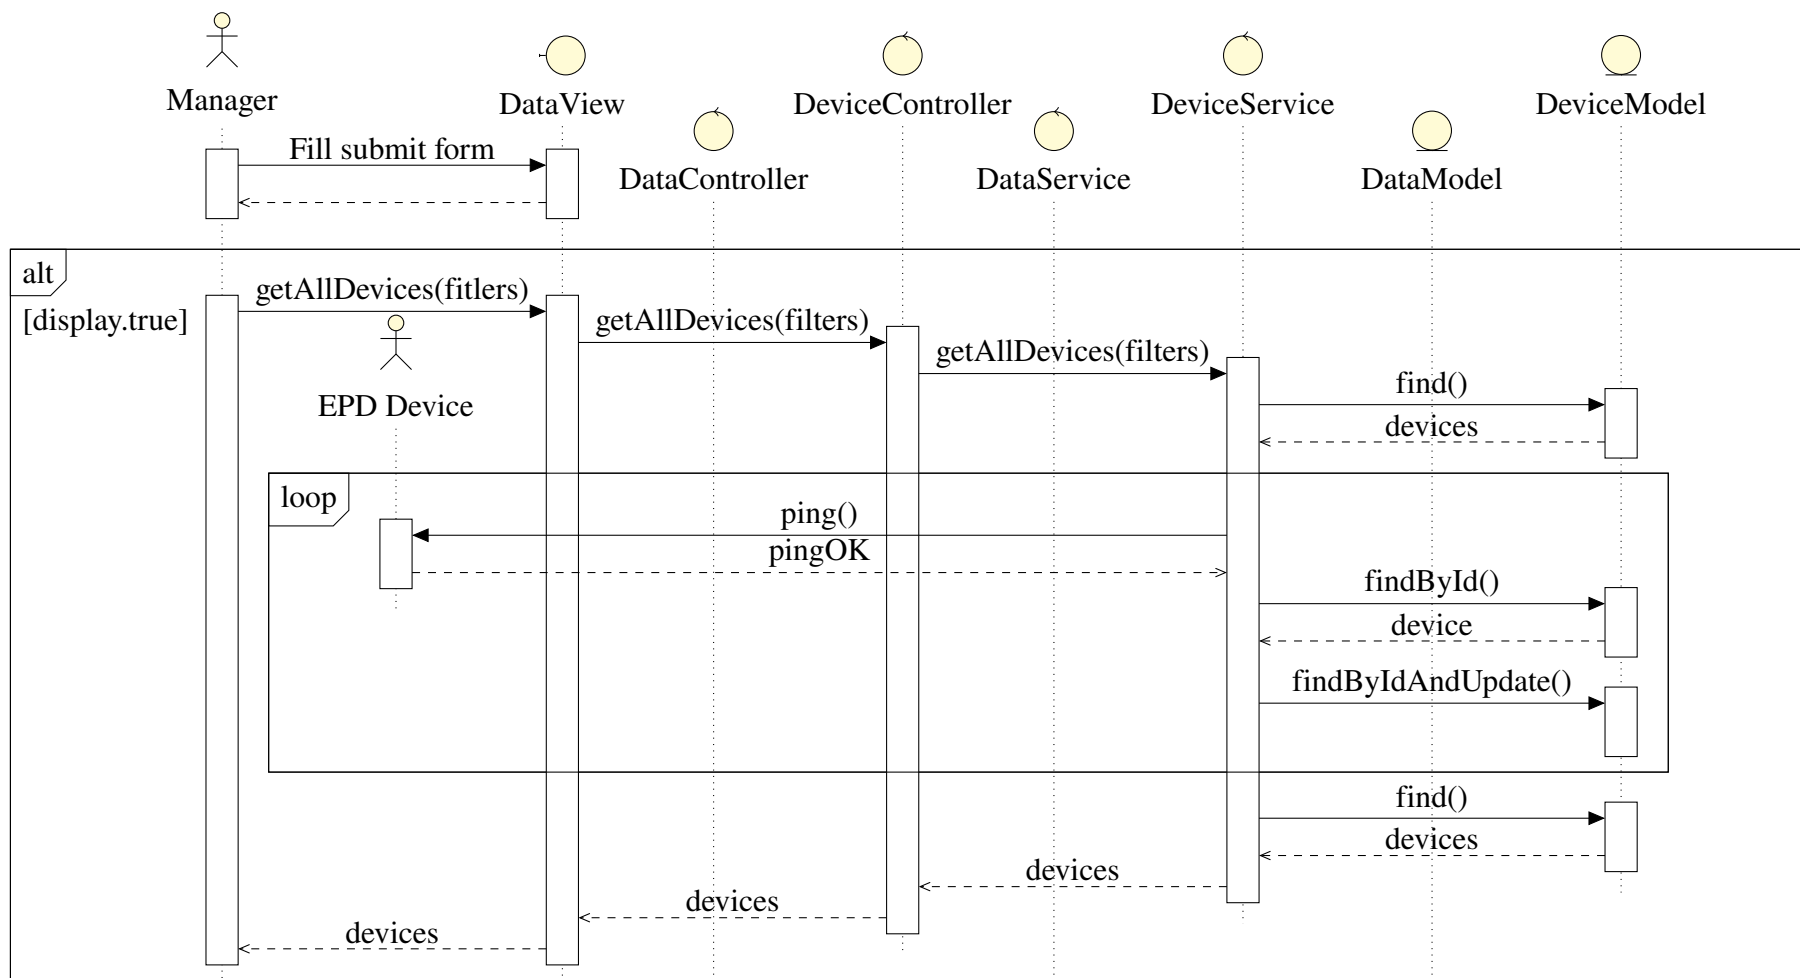 Manager
DataView
DeviceController
DeviceService
DeviceModel
Fill submit form
DataController
DataService
DataModel
alt
[display.true]
getAllDevices(fitlers)
getAllDevices(filters)
getAllDevices(filters)
find()
EPD Device
devices
loop
ping()
pingOK
findById()
device
findByIdAndUpdate()
find()
devices
devices
devices
devices